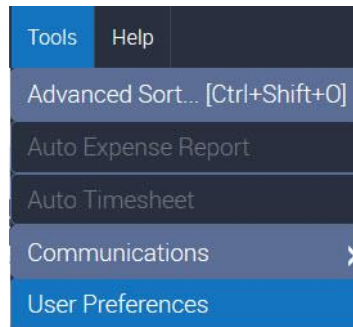 Tools Help
Advanced Sort... [Ctrl+Shift+O]
Auto Expense Report
Auto Timesheet
Communications
User Preferences